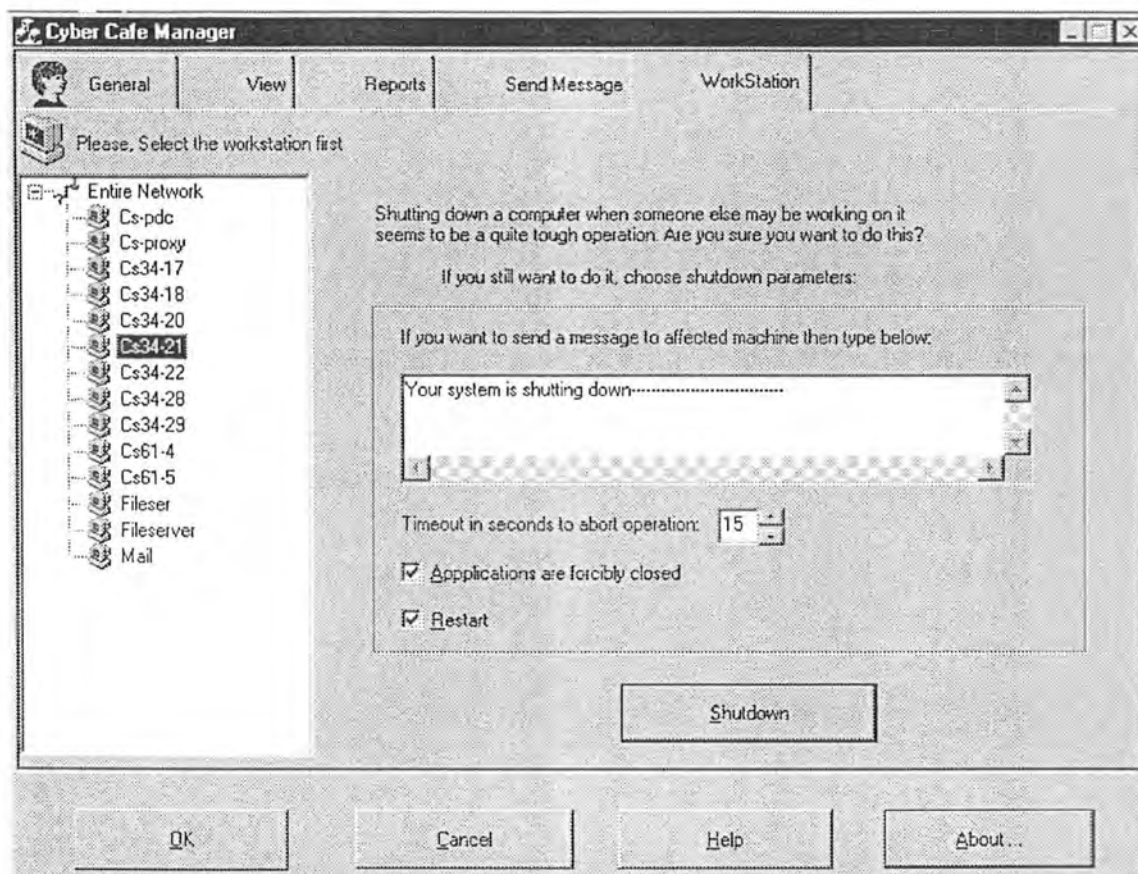 Cyber Cafe Manager
General
View
Reports
Send Message
WorkStation
Please, Select the workstation first
Entire Network
Cs-pdc
Cs-proxy
Cs34-17
Cs34-18
Cs34-20
Cs34-21
Cs34-22
Cs34-28
Cs34-29
Cs61-4
Cs61-5
Fileser
Fileserver
Mail
Shutting down a computer when someone else may be working on it
seems to be a quite tough operation. Are you sure you want to do this?
If you still want to do it, choose shutdown parameters:
If you want to send a message to affected machine then type below:
Your system is shutting down-----------------------------
Timeout in seconds to abort operation: 15
Appplications are forcibly closed
Restart
Shutdown
OK
Cancel
Help
About...